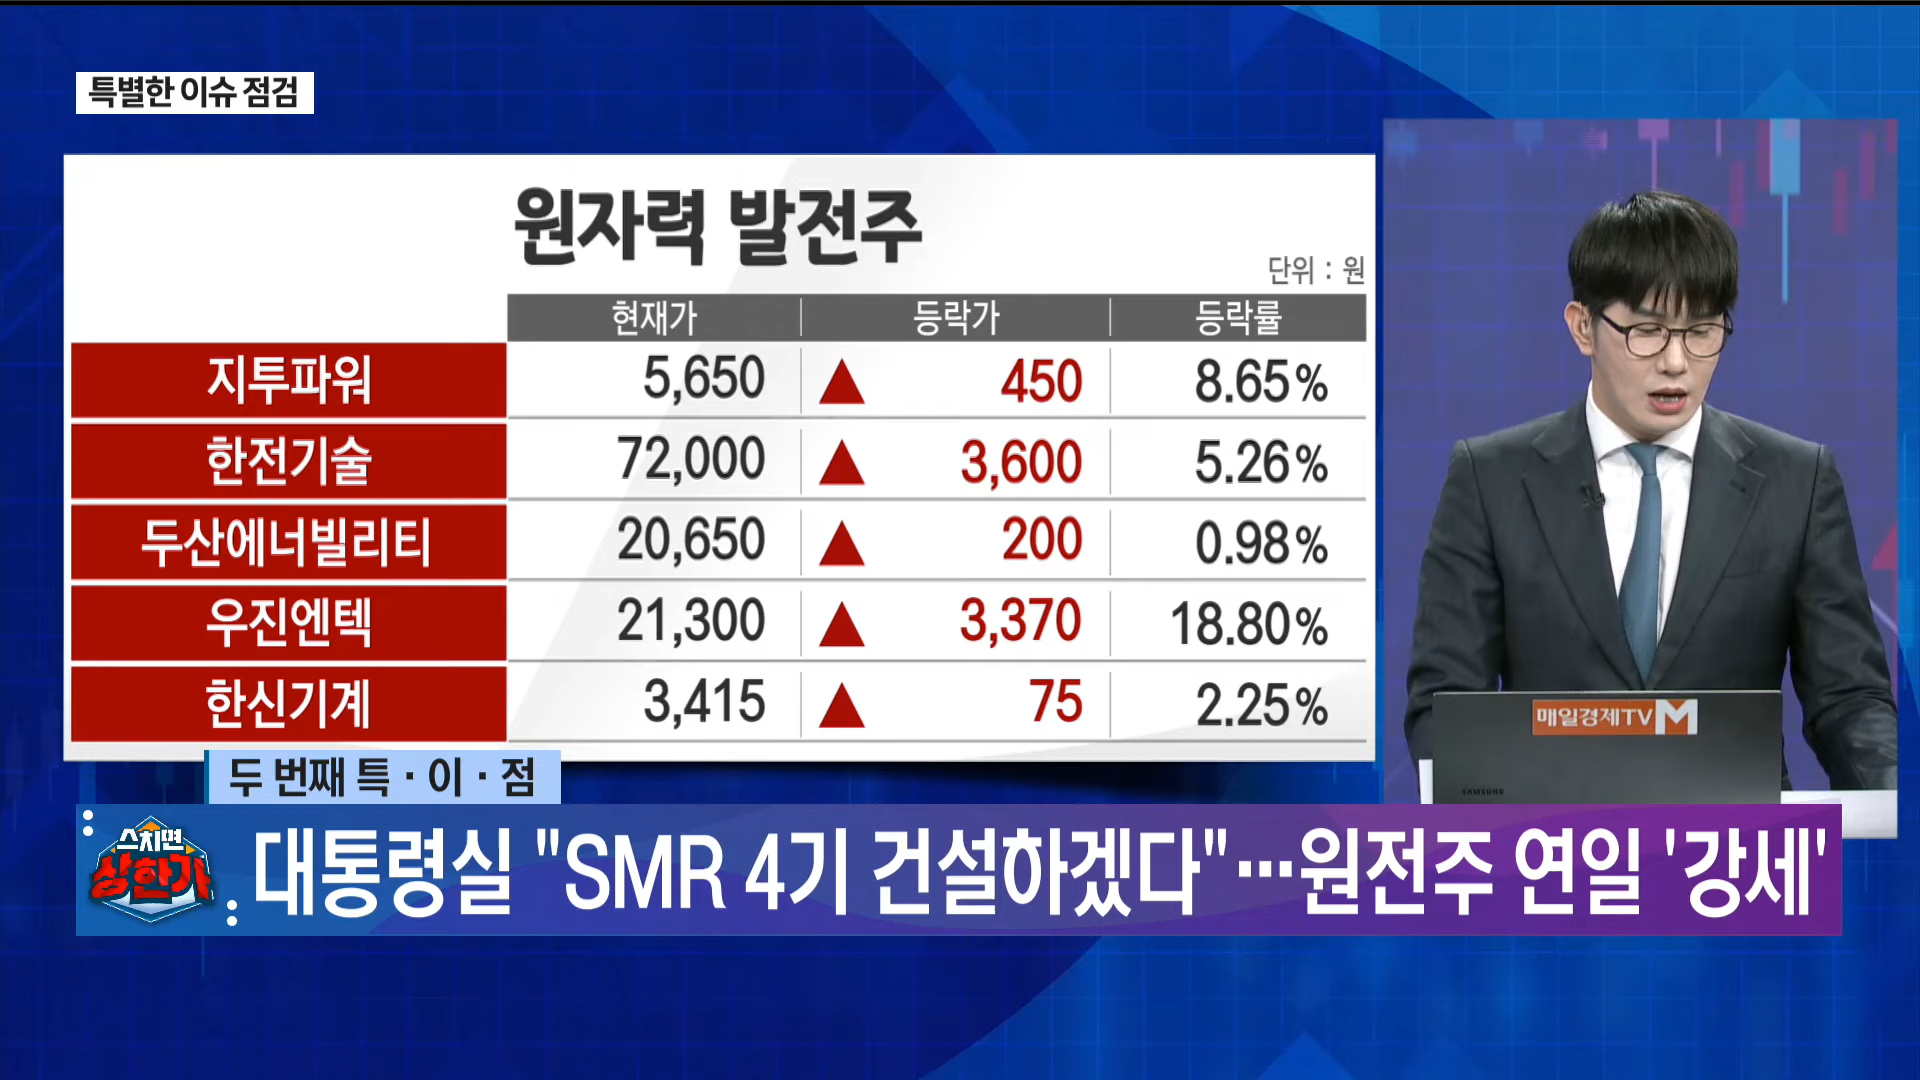 특별한 이슈 점검
원자력 발전주
단위 : 원
현재가 등락가 등락률
지투파워 5,650 ▲ 450 8.65%
한전기술 72,000 ▲ 3,600 5.26%
두산에너빌리티 20,650 ▲ 200 0.98%
우진엔텍 21,300 ▲ 3,370 18.80%
한신기계 3,415 ▲ 75 2.25%
매일경제TV M
SAMSUNG
두 번째 특·이·점
스치면
상한가
대통령실 "SMR 4기 건설하겠다"…원전주 연일 '강세'